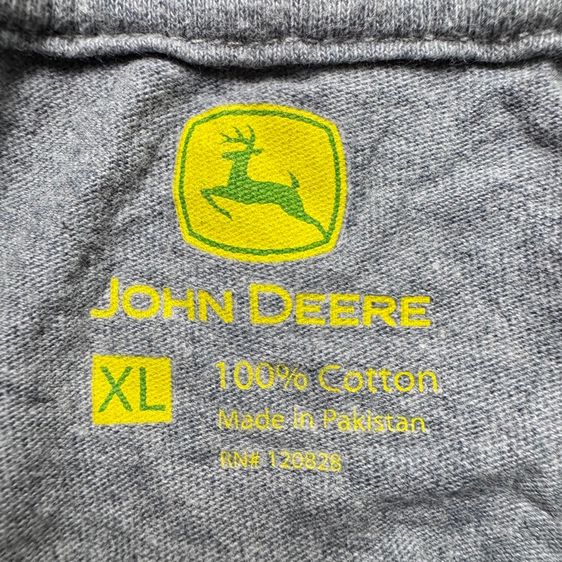 JOHN DEERE
XL
100% Cotton
Made in Pakistan
RN# 120828